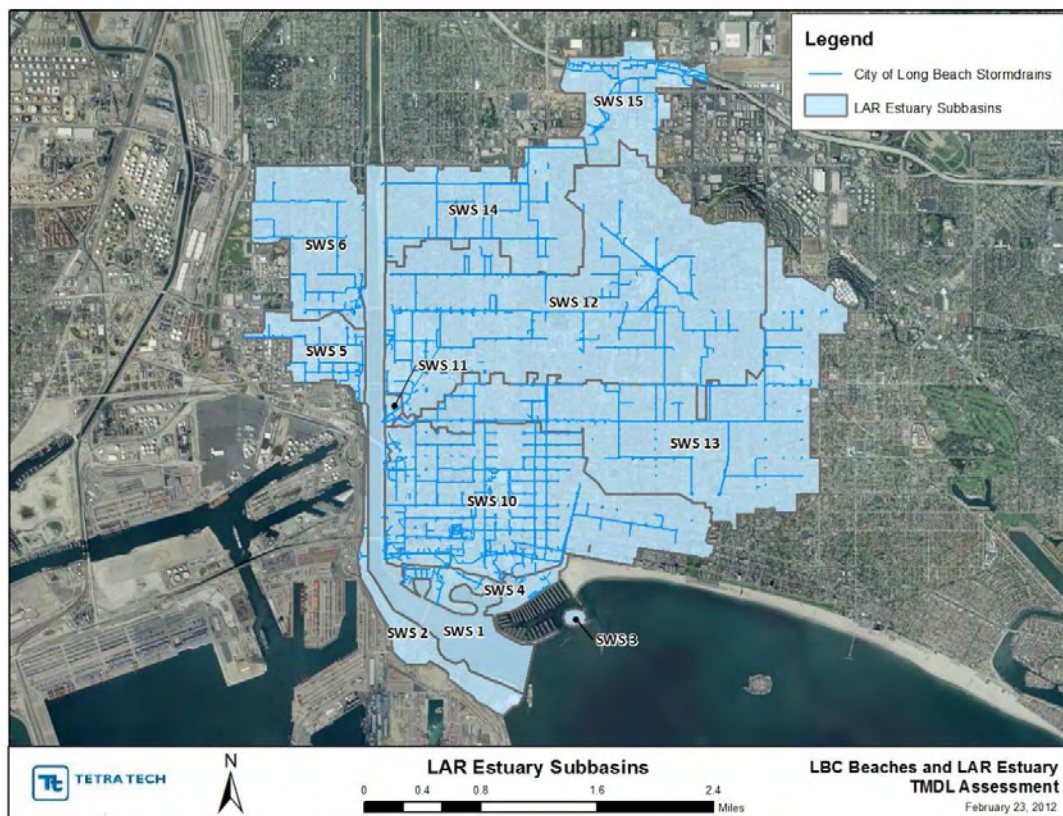 Legend
City of Long Beach Stormdrains
LAR Estuary Subbasins
SWS 15
SWS 14
SWS 6
SWS 12
SWS 5
SWS 11
SWS 13
SWS 10
SWS 4
SWS 2
SWS 1
SWS 3
Tt TETRA TECH
N
LAR Estuary Subbasins
0 0.4 0.8 1.6 2.4
Miles
LBC Beaches and LAR Estuary
TMDL Assessment
February 23, 2012